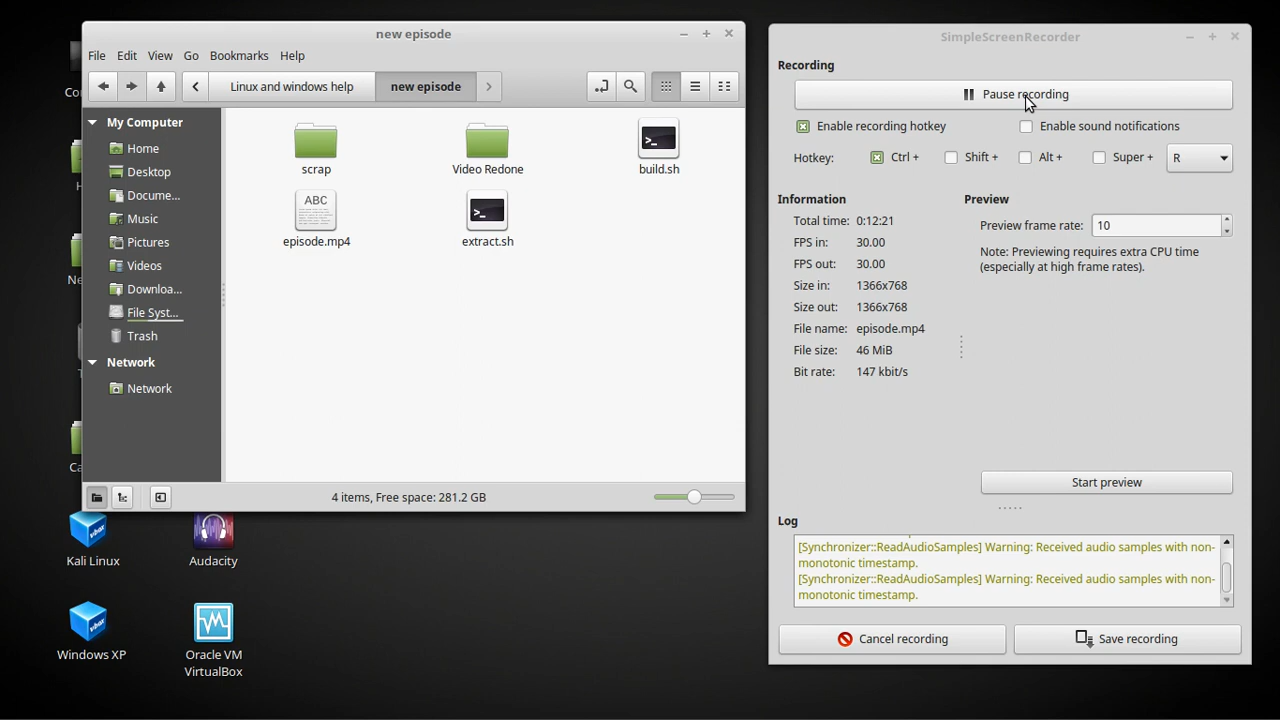 new episode
File Edit View Go Bookmarks Help
Linux and windows help
new episode
My Computer
Home
Desktop
Docume...
Music
Pictures
Videos
Downloa...
File Syst...
Trash
Network
Network
scrap
Video Redone
build.sh
ABC
episode.mp4
extract.sh
4 items, Free space: 281.2 GB
vbox
Kali Linux
Audacity
vbox
Windows XP
Oracle VM
VirtualBox
SimpleScreenRecorder
Recording
Pause recording
Enable recording hotkey
Enable sound notifications
Hotkey: Ctrl + Shift + Alt + Super + R
Information
Total time: 0:12:21
FPS in: 30.00
FPS out: 30.00
Size in: 1366x768
Size out: 1366x768
File name: episode.mp4
File size: 46 MiB
Bit rate: 147 kbit/s
Preview
Preview frame rate: 10
Note: Previewing requires extra CPU time
(especially at high frame rates).
Start preview
Log
[Synchronizer::ReadAudioSamples] Warning: Received audio samples with non-
monotonic timestamp.
[Synchronizer::ReadAudioSamples] Warning: Received audio samples with non-
monotonic timestamp.
Cancel recording
Save recording